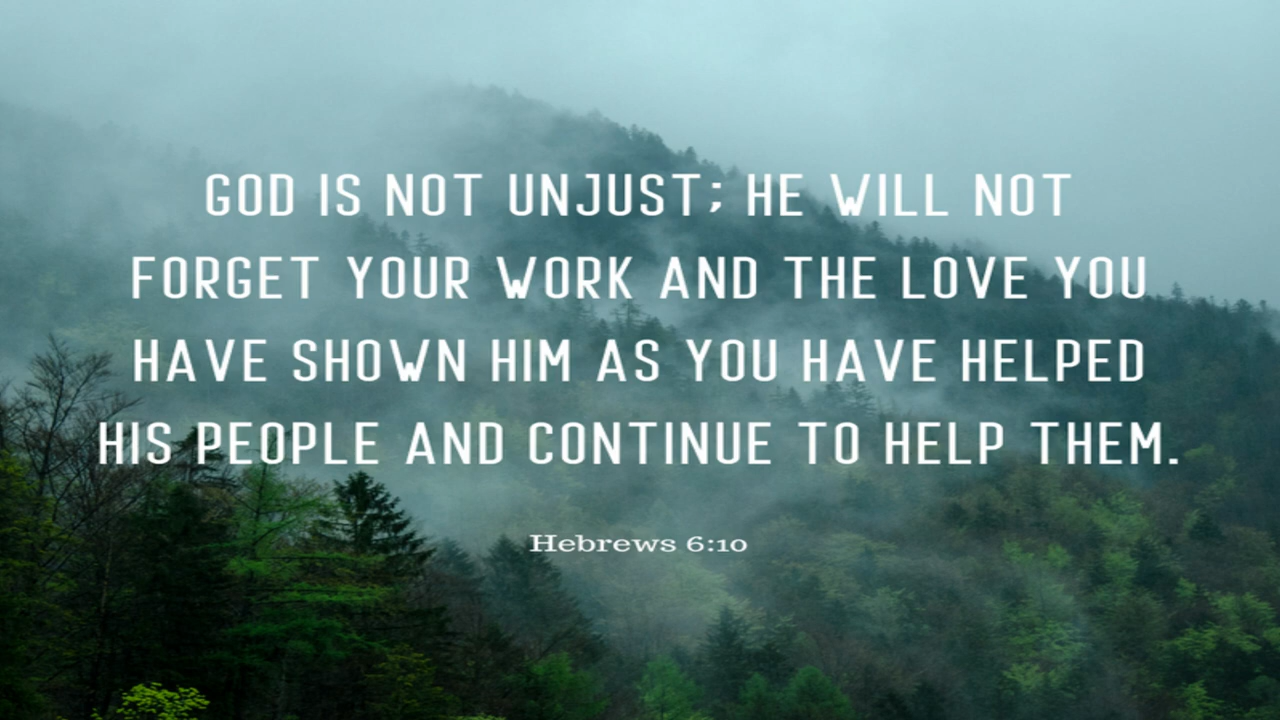 GOD IS NOT UNJUST; HE WILL NOT
FORGET YOUR WORK AND THE LOVE YOU
HAVE SHOWN HIM AS YOU HAVE HELPED
HIS PEOPLE AND CONTINUE TO HELP THEM.
Hebrews 6:10